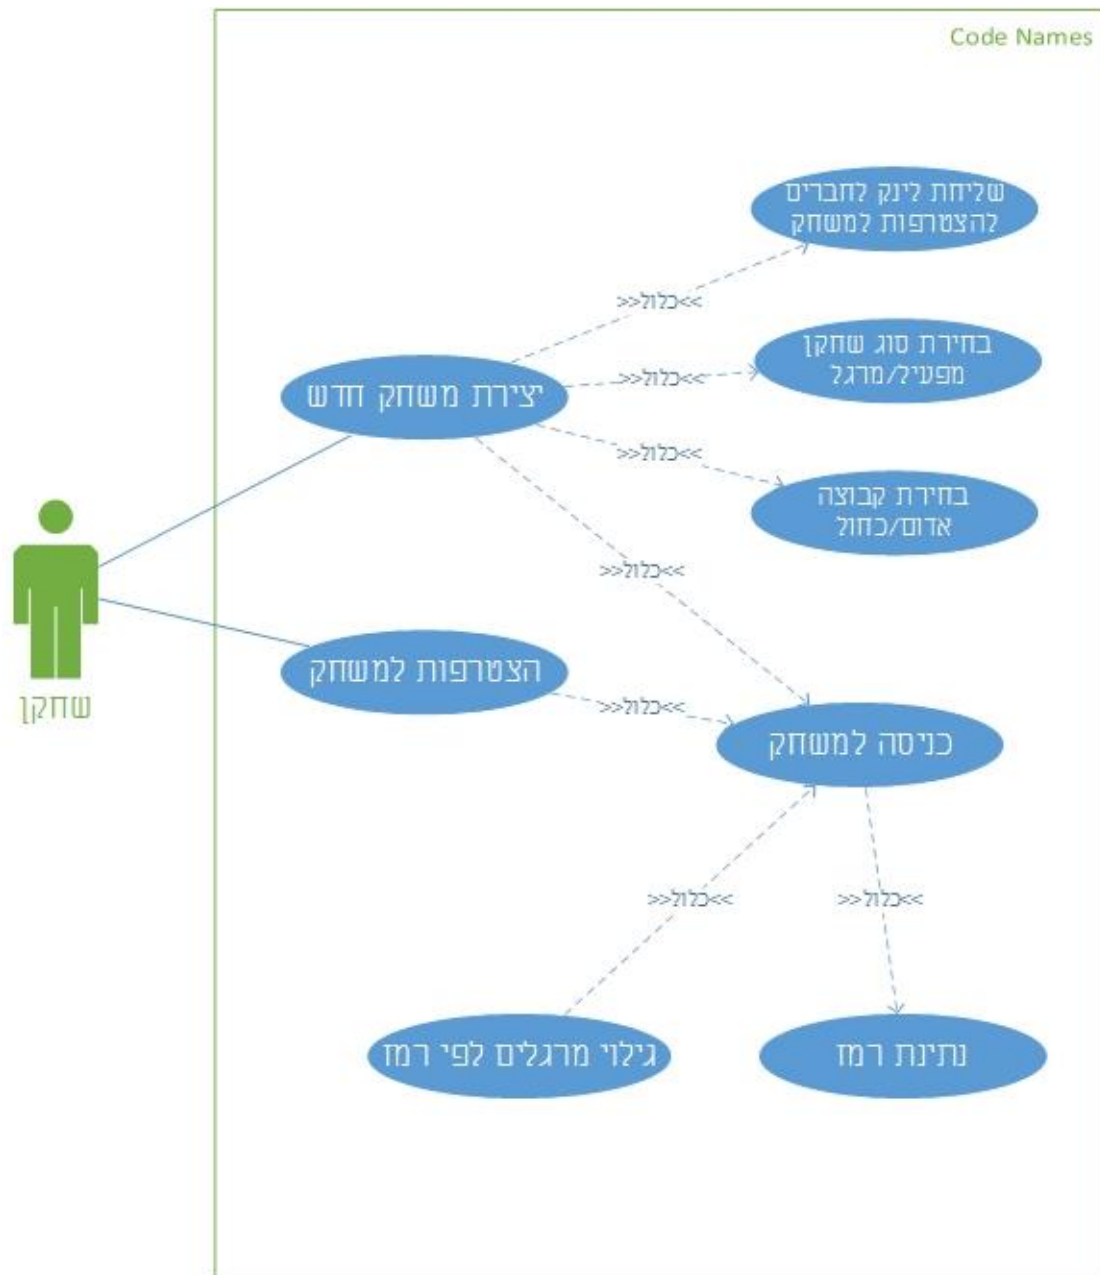 Code Names
שליחת לינק לחברים
להצטרפות למשחק
<<כלול>>
בחירת סוג שחקן
מפעיל/מרגל
<<כלול>>
יצירת משחק חדש
<<כלול>>
בחירת קבוצה
אדום/כחול
<<כלול>>
הצטרפות למשחק
<<כלול>>
כניסה למשחק
שחקן
<<כלול>>
<<כלול>>
גילוי מרגלים לפי רמז
נתינת רמז